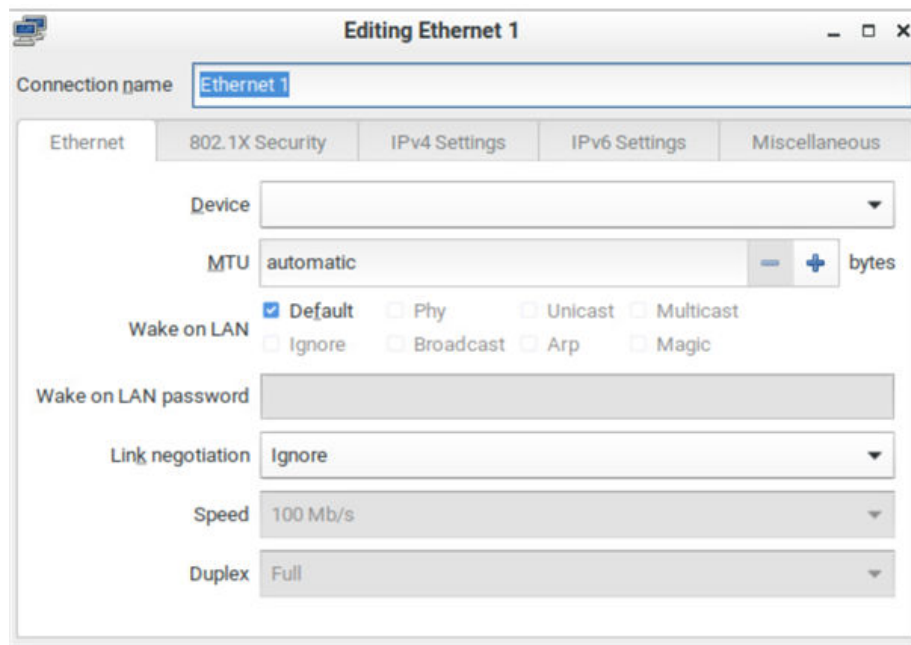 Editing Ethernet 1
Connection name Ethernet 1
Ethernet 802.1X Security IPv4 Settings IPv6 Settings Miscellaneous
Device
MTU automatic bytes
Default Phy Unicast Multicast
Wake on LAN
Ignore Broadcast Arp Magic
Wake on LAN password
Link negotiation Ignore
Speed 100 Mb/s
Duplex Full